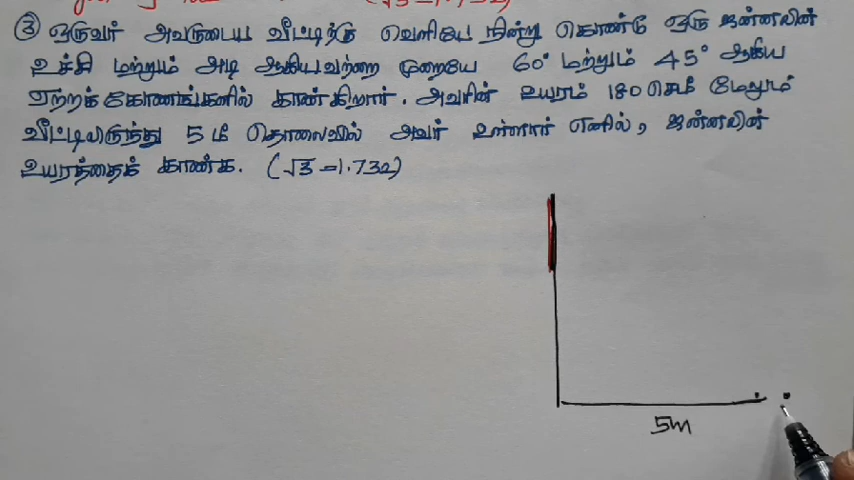 ③ ஒருவர் அவருடைய வீட்டிற்கு வெளியே நின்று கொண்டு ஒரு ஜன்னலின்
உச்சி மற்றும் அடி ஆகியவற்றை முறையே 60° மற்றும் 45° ஆகிய
ஏற்றக்கோணங்களில் காண்கிறார். அவரின் உயரம் 180 செமீ மேலும்
வீட்டிலிருந்து 5 மீ தொலைவில் அவர் உள்ளார் எனில், ஜன்னலின்
உயரத்தைக் காண்க. (√3 = 1.732)
5m